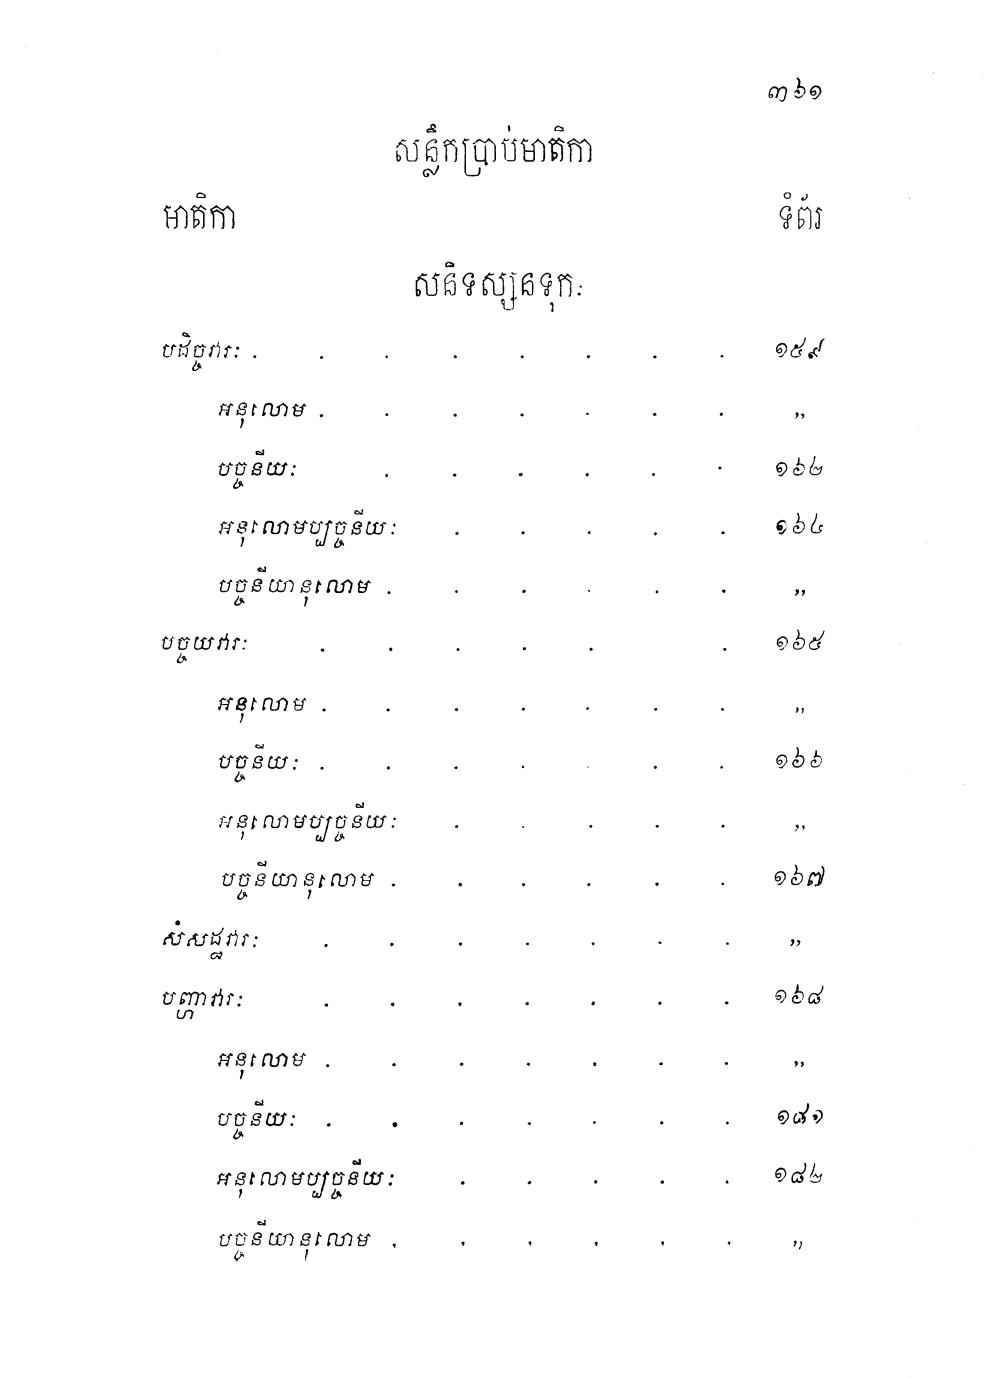 ៣៦១
សន្លឹកប្រាប់មាតិកា
មាតិកា ទំព័រ
សនិទស្សនទុកៈ
បដិច្ចវារៈ . . . . . . . . ១៥៩
អនុលោម . . . . . . . ,,
បច្ចនីយៈ . . . . . . ១៦២
អនុលោមប្បច្ចនីយៈ . . . . . ១៦៤
បច្ចនីយានុលោម . . . . . . ,,
បច្ចយវារៈ . . . . . . ១៦៥
អនុលោម . . . . . . . ,,
បច្ចនីយៈ . . . . . . . ១៦៦
អនុលោមប្បច្ចនីយៈ . . . . . ,,
បច្ចនីយានុលោម . . . . . . ១៦៧
សំសដ្ឋវារៈ . . . . . . . ,,
បញ្ហាវារៈ . . . . . . . ១៦៨
អនុលោម . . . . . . . ,,
បច្ចនីយៈ . . . . . . . ១៨១
អនុលោមប្បច្ចនីយៈ . . . . . ១៨២
បច្ចនីយានុលោម . . . . . . ,,